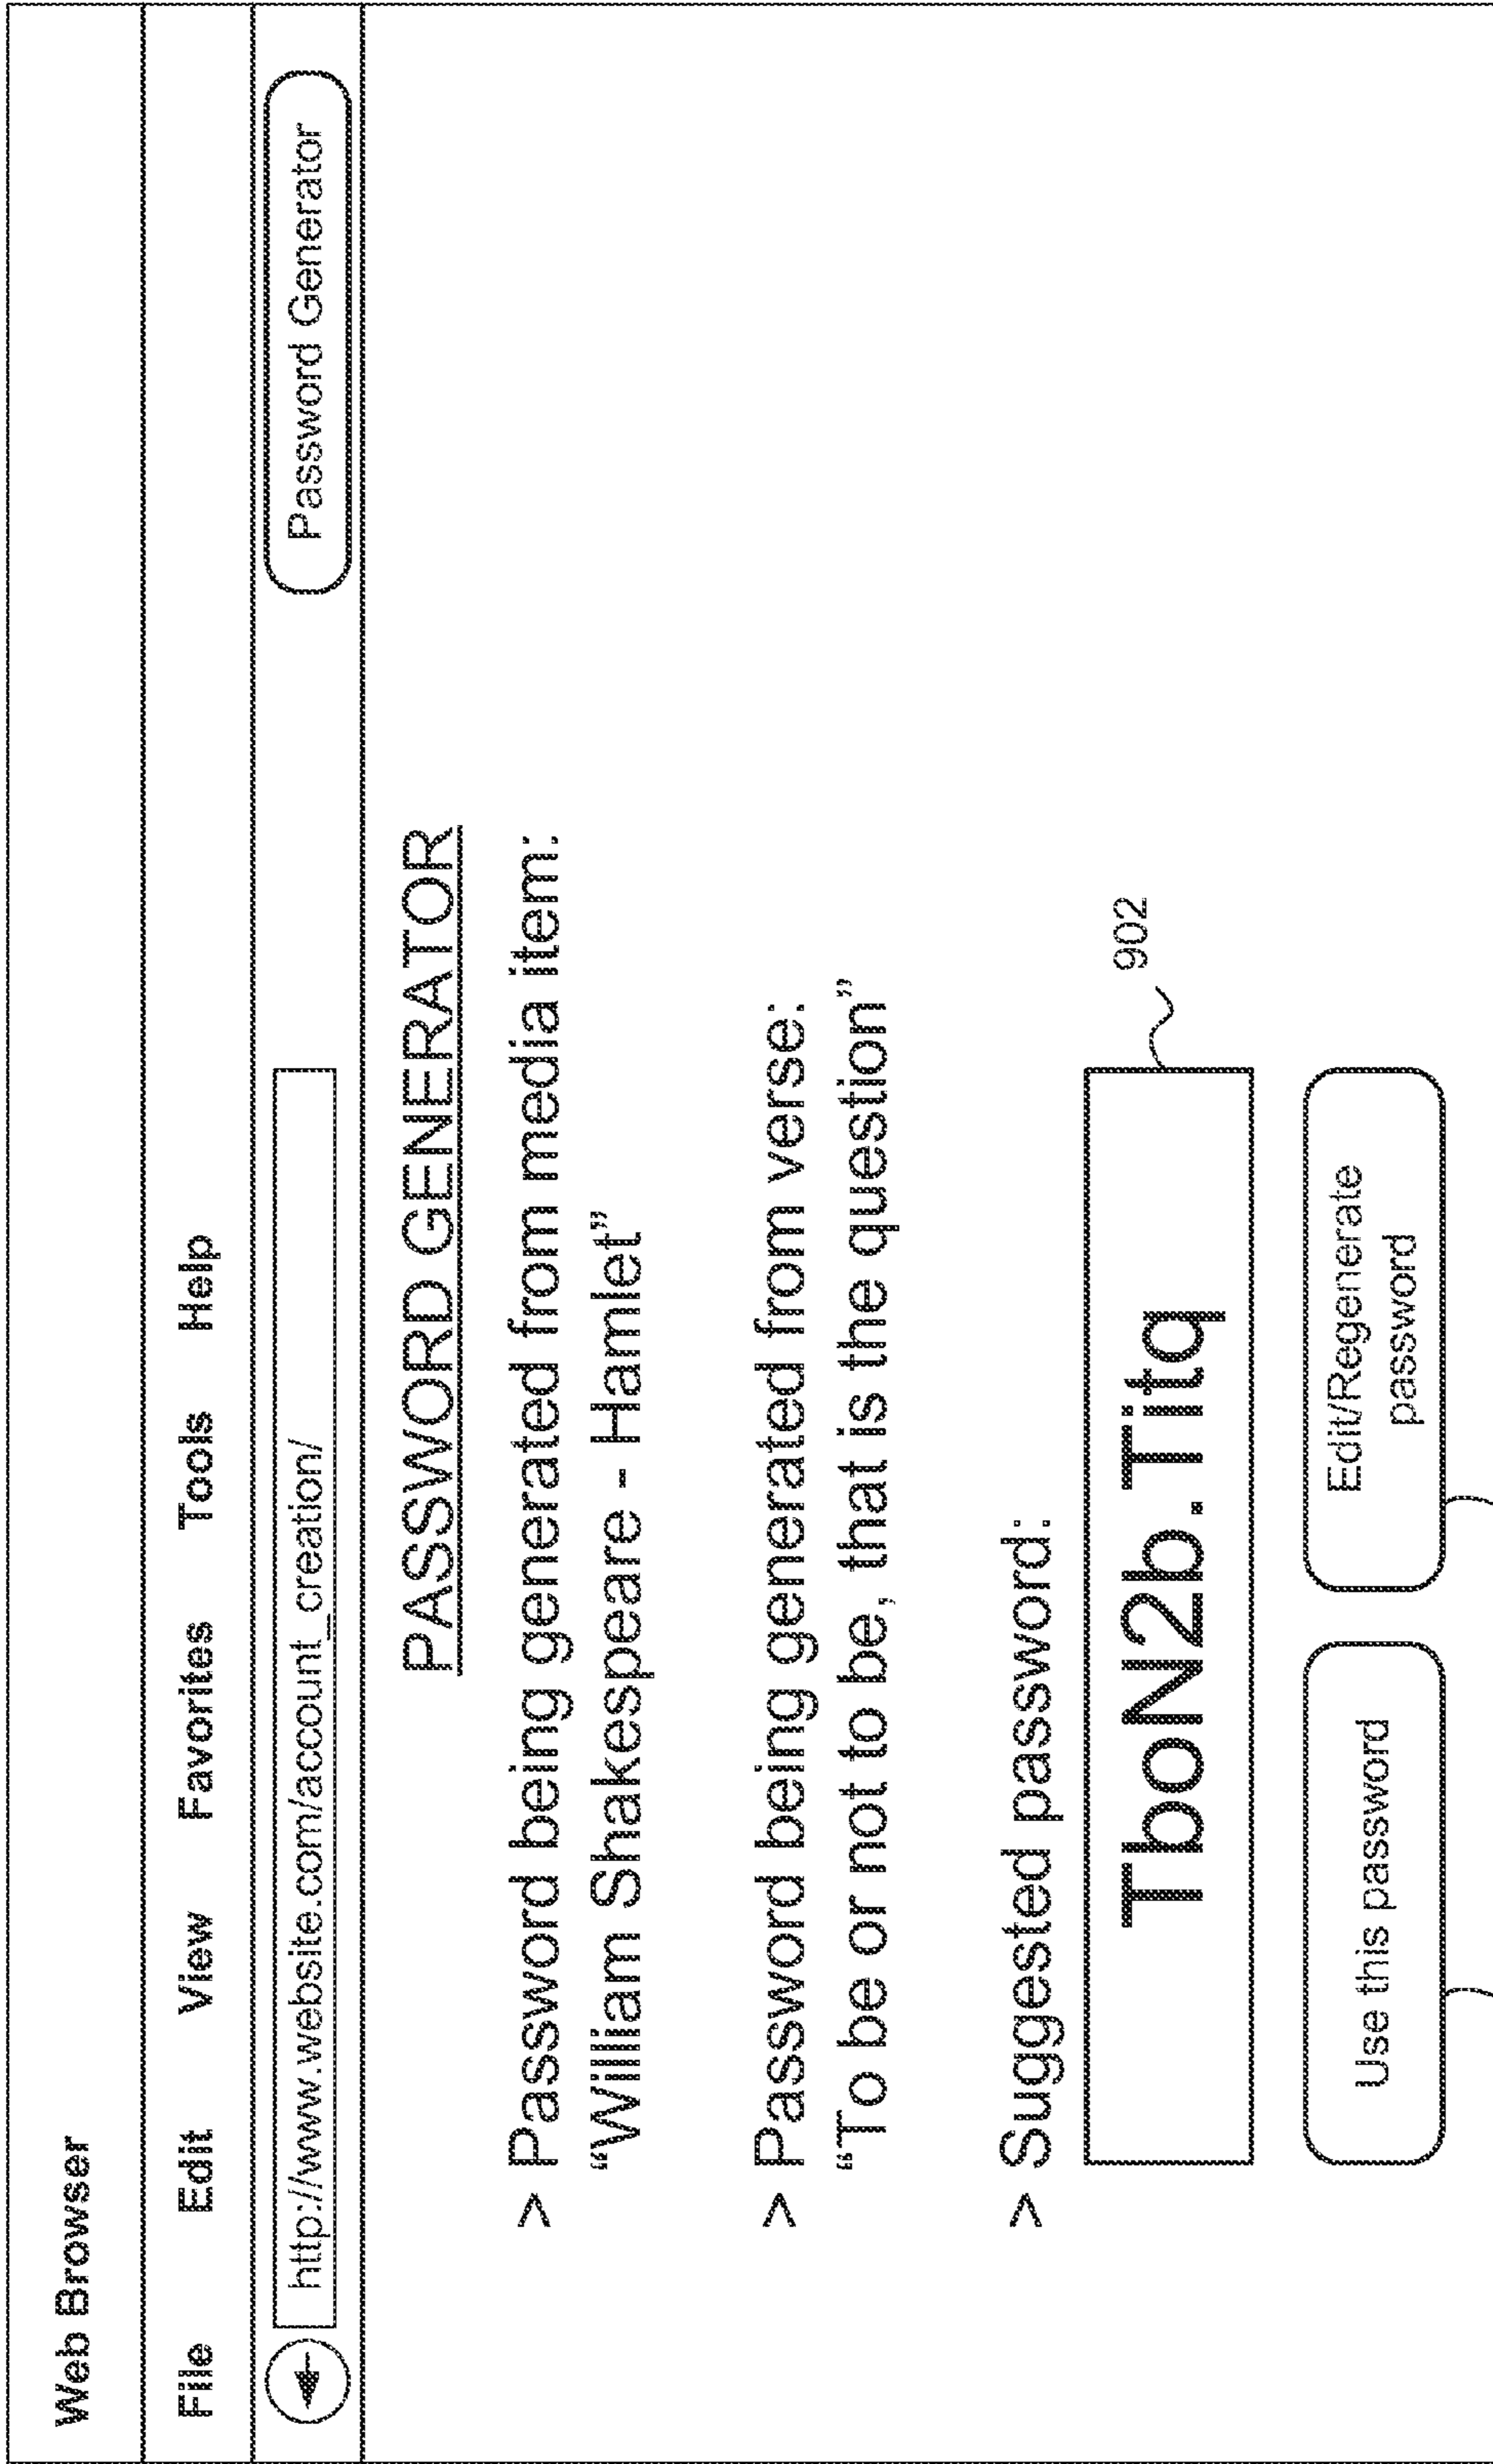 Web Browser
File Edit View Favorites Tools Help
http://www.website.com/account_creation/ Password Generator
PASSWORD GENERATOR
> Password being generated from media item:
“William Shakespeare - Hamlet”
> Password being generated from verse:
“To be or not to be, that is the question”
> Suggested password:
TboN2b.Titq
902
Use this password
Edit/Regenerate
password